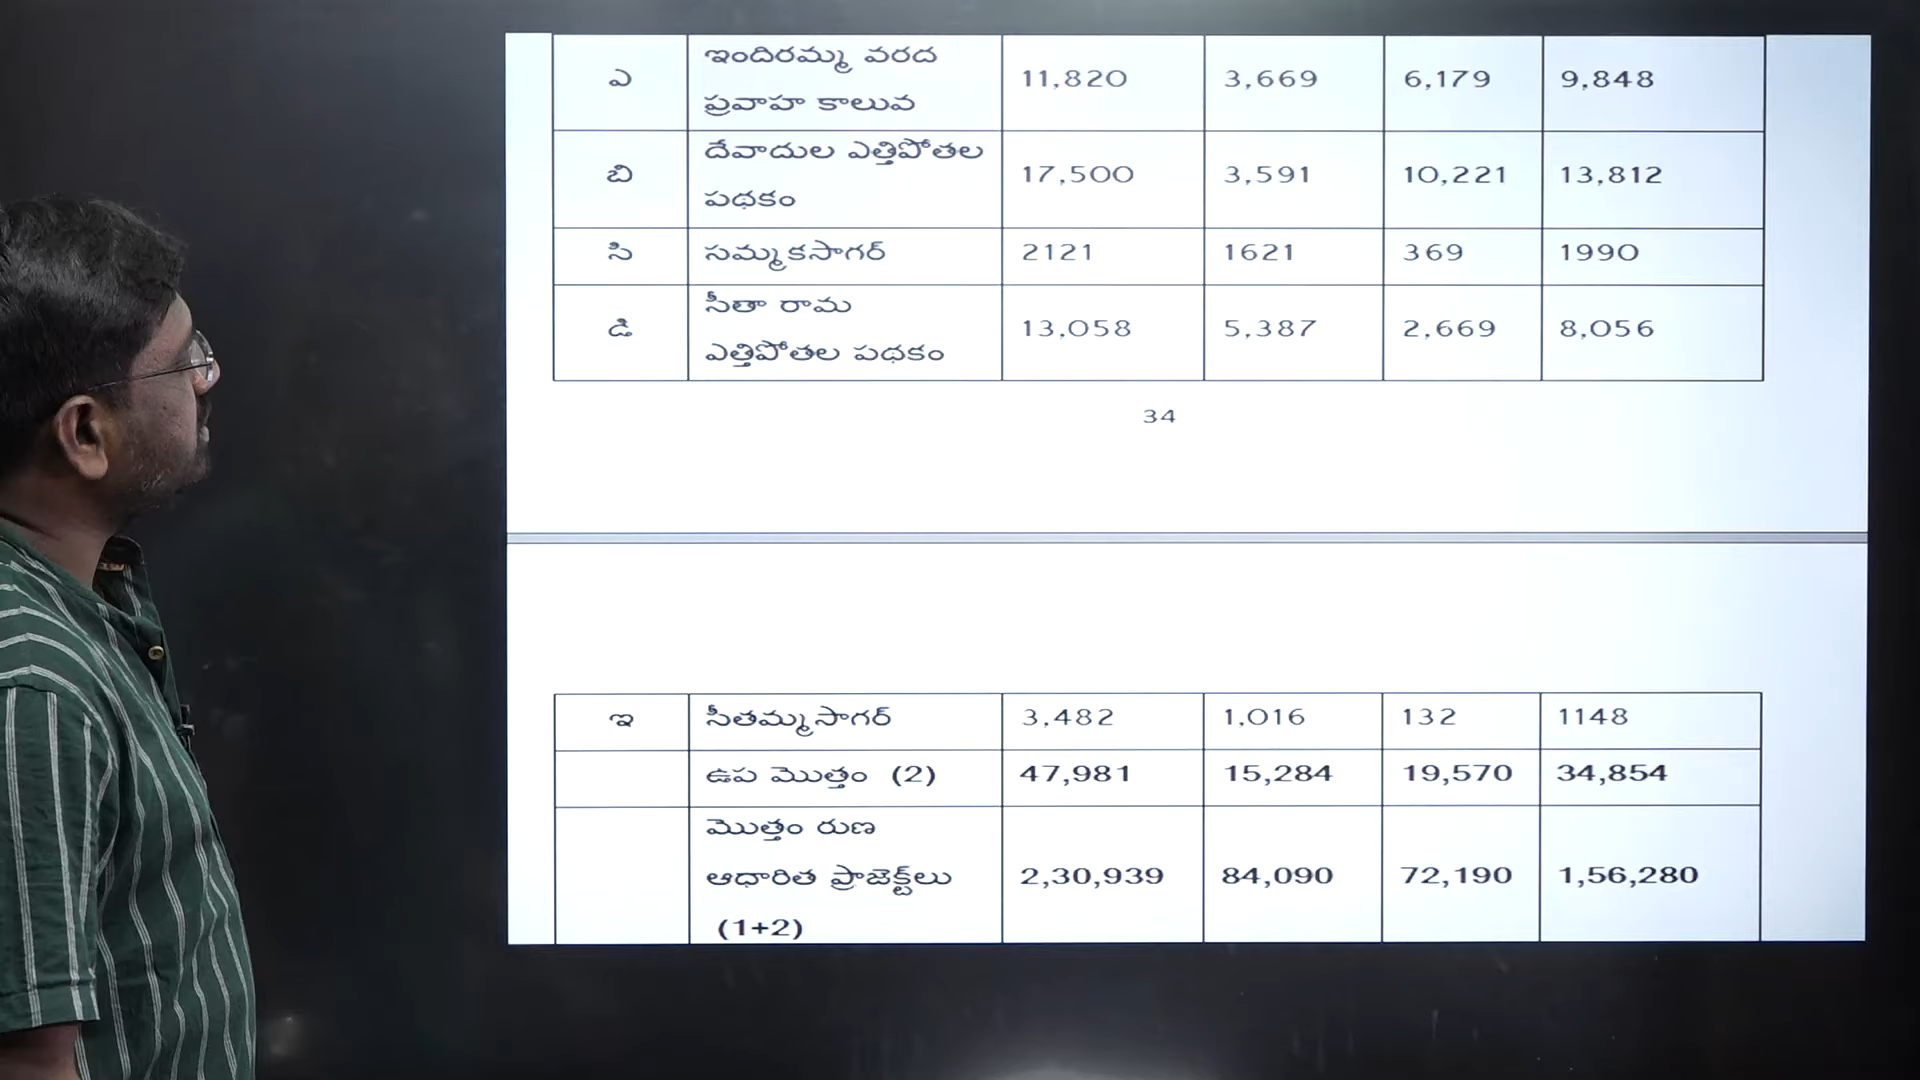 ఎ ఇందిరమ్మ వరద ప్రవాహ కాలువ 11,820 3,669 6,179 9,848
బి దేవాదుల ఎత్తిపోతల పథకం 17,500 3,591 10,221 13,812
సి సమ్మకసాగర్ 2121 1621 369 1990
డి సీతా రామ ఎత్తిపోతల పథకం 13,058 5,387 2,669 8,056
34
ఇ సీతమ్మసాగర్ 3,482 1,016 132 1148
ఉప మొత్తం (2) 47,981 15,284 19,570 34,854
మొత్తం రుణ ఆధారిత ప్రాజెక్ట్‌లు (1+2) 2,30,939 84,090 72,190 1,56,280